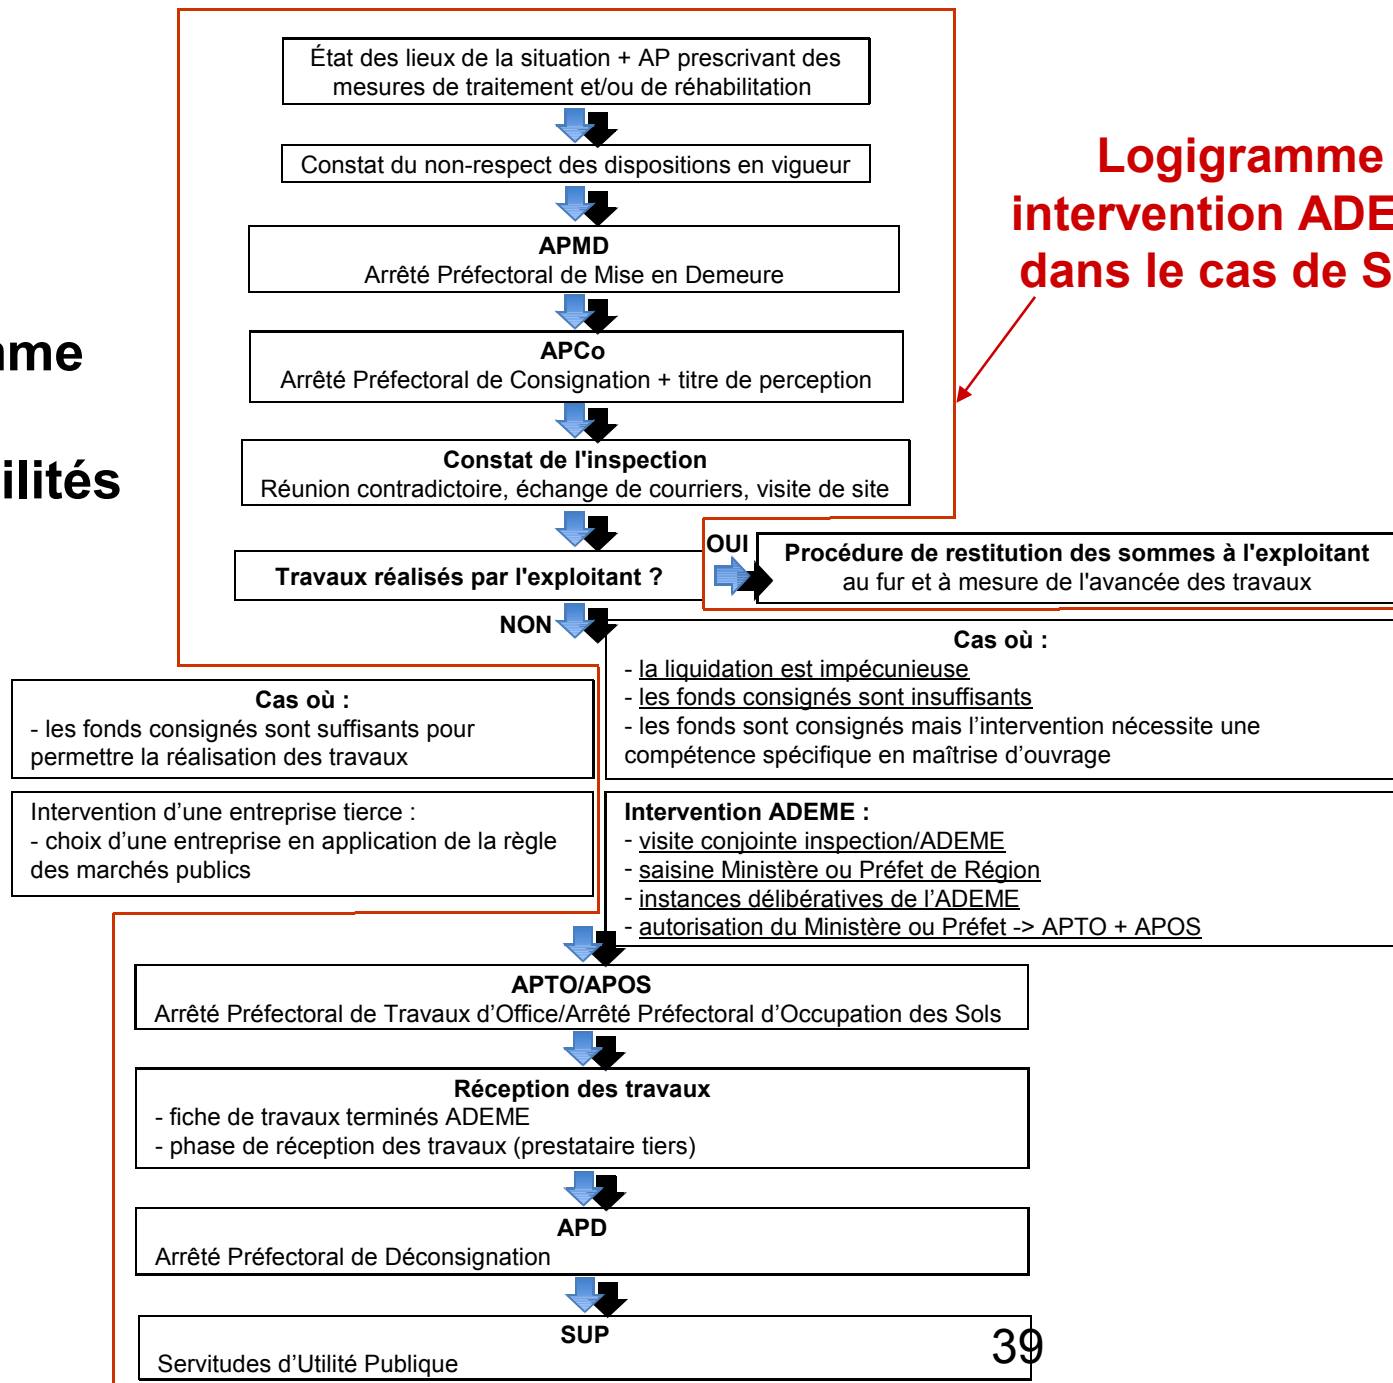 État des lieux de la situation + AP prescrivant des
mesures de traitement et/ou de réhabilitation
Constat du non-respect des dispositions en vigueur
Logigramme
intervention ADE
dans le cas de S
APMD
Arrêté Préfectoral de Mise en Demeure
mme
ilités
APCo
Arrêté Préfectoral de Consignation + titre de perception
Constat de l'inspection
Réunion contradictoire, échange de courriers, visite de site
Travaux réalisés par l'exploitant ?
OUI
Procédure de restitution des sommes à l'exploitant
au fur et à mesure de l'avancée des travaux
NON
Cas où :
- la liquidation est impécunieuse
- les fonds consignés sont insuffisants
- les fonds sont consignés mais l’intervention nécessite une
compétence spécifique en maîtrise d’ouvrage
Cas où :
- les fonds consignés sont suffisants pour
permettre la réalisation des travaux
Intervention d’une entreprise tierce :
- choix d’une entreprise en application de la règle
des marchés publics
Intervention ADEME :
- visite conjointe inspection/ADEME
- saisine Ministère ou Préfet de Région
- instances délibératives de l’ADEME
- autorisation du Ministère ou Préfet -> APTO + APOS
APTO/APOS
Arrêté Préfectoral de Travaux d’Office/Arrêté Préfectoral d’Occupation des Sols
Réception des travaux
- fiche de travaux terminés ADEME
- phase de réception des travaux (prestataire tiers)
APD
Arrêté Préfectoral de Déconsignation
SUP
Servitudes d’Utilité Publique
39